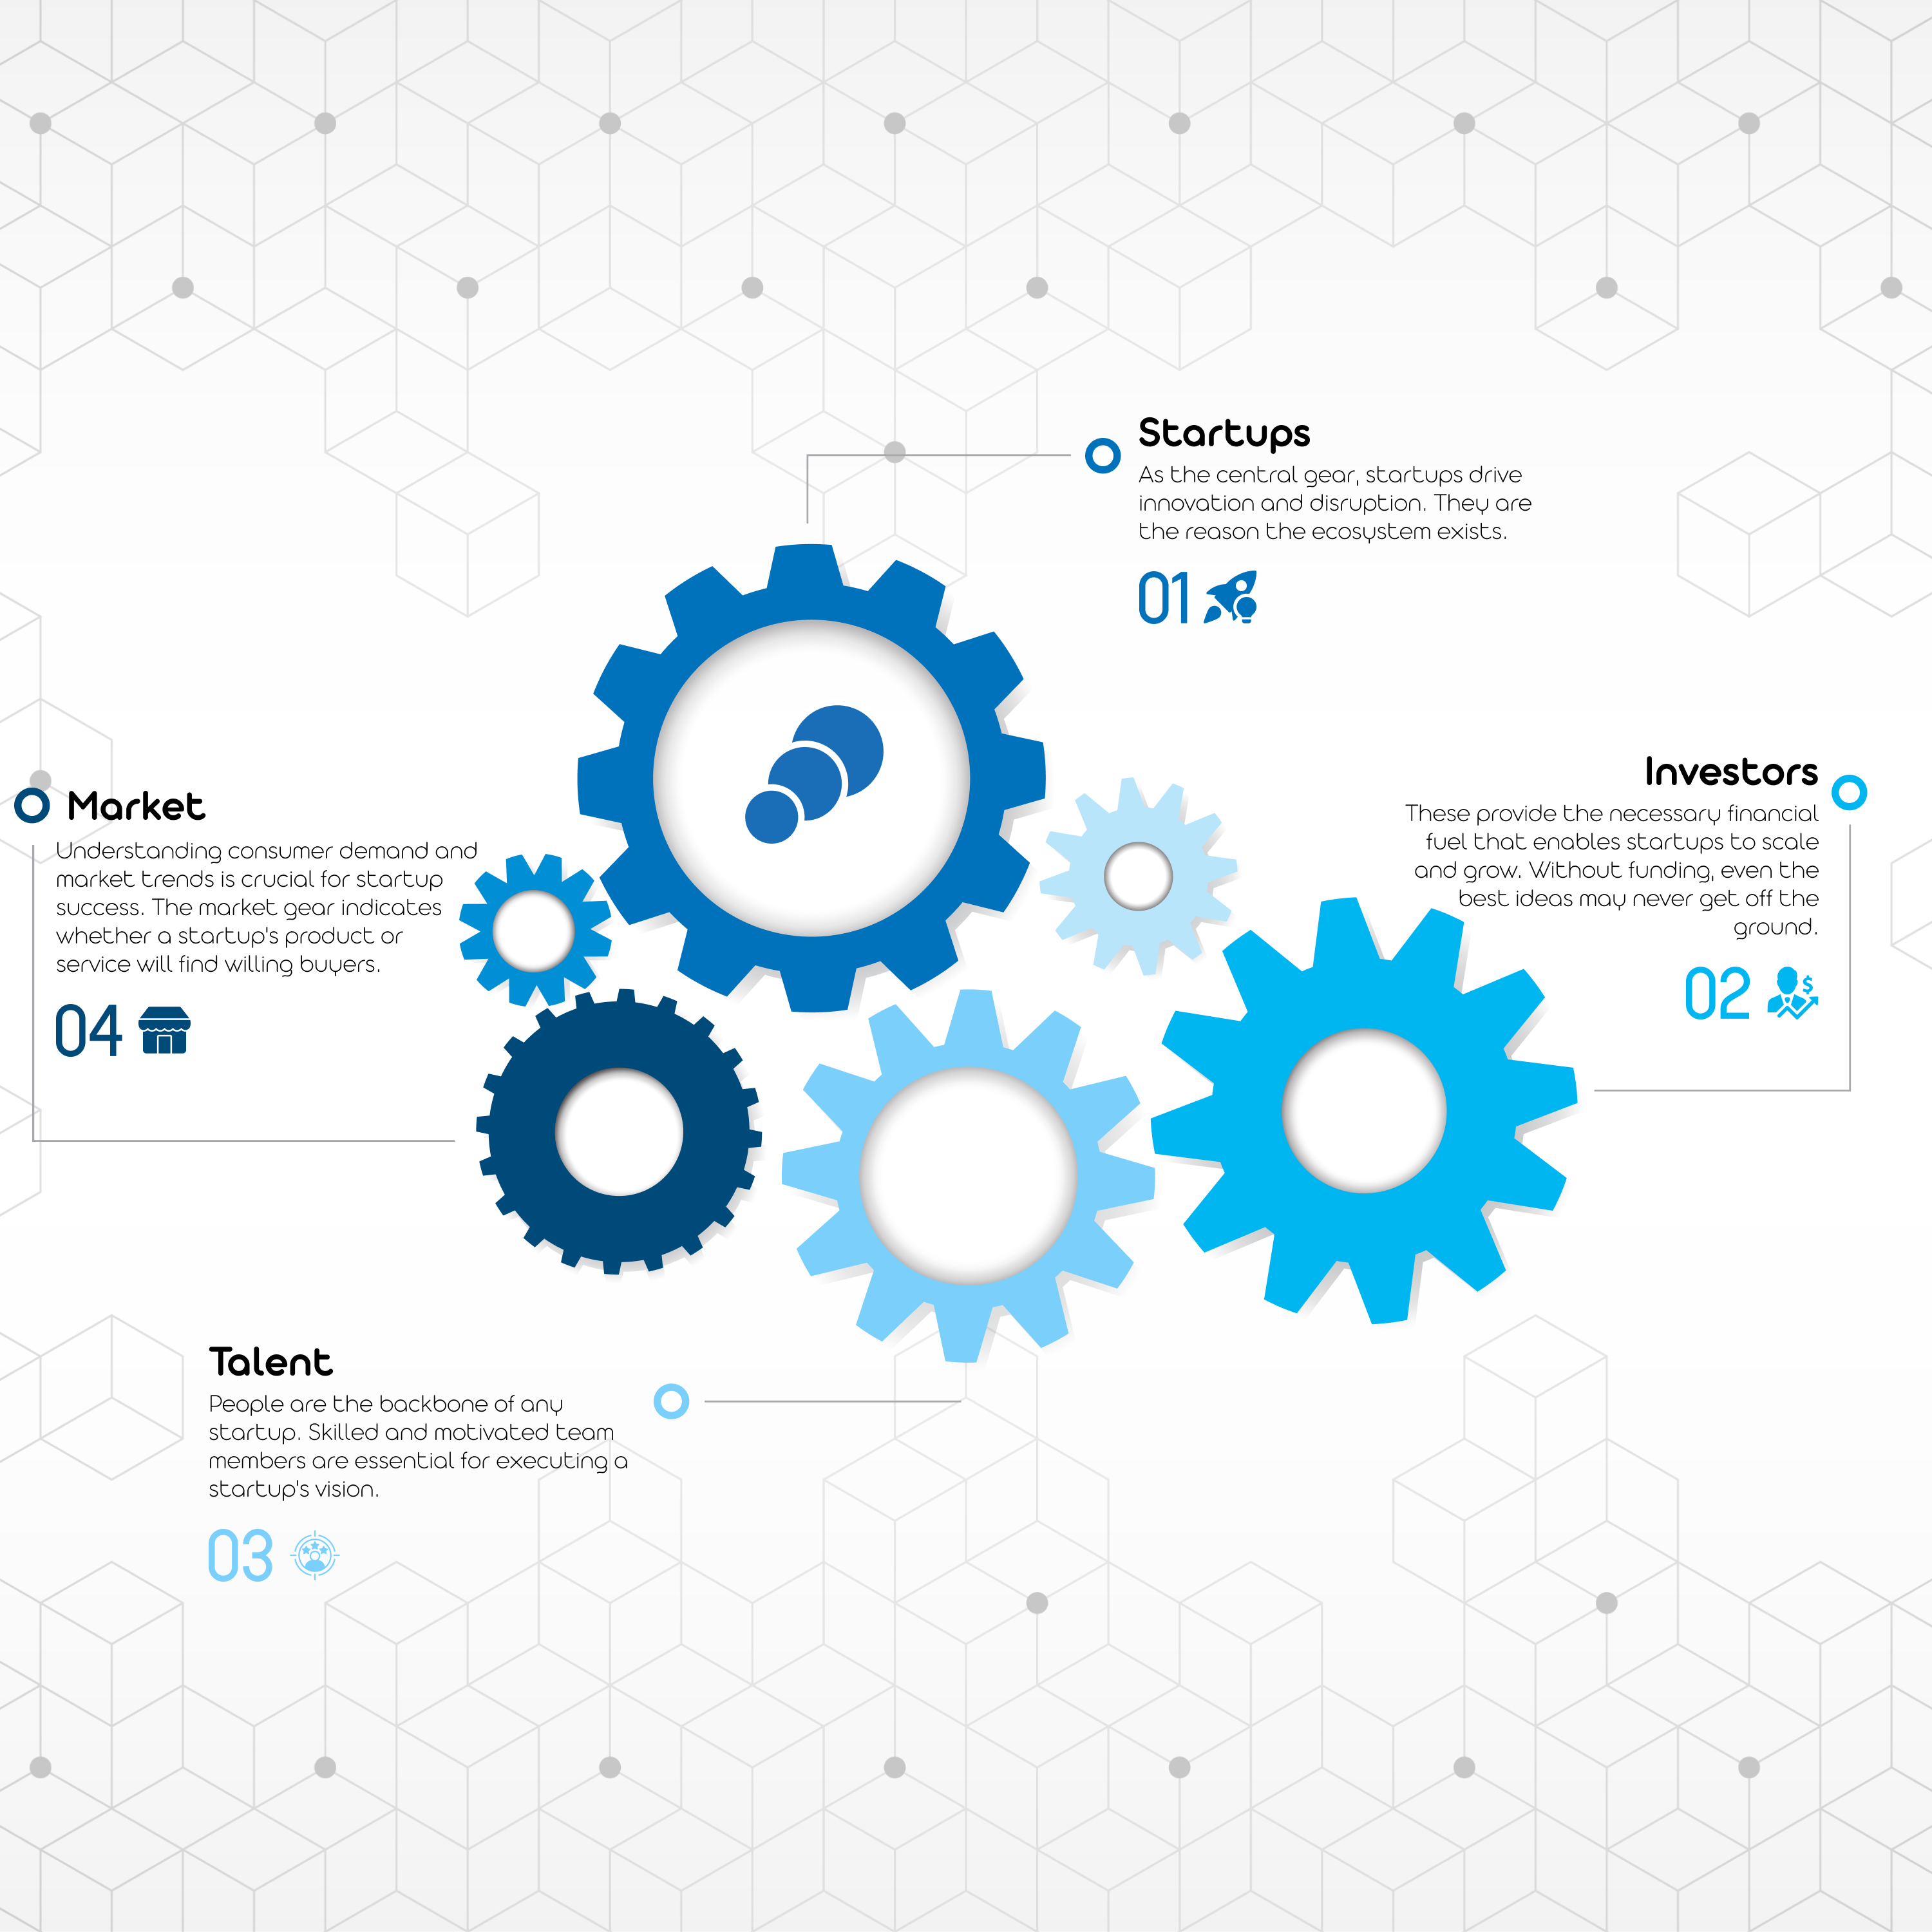 Startups
As the central gear, startups drive
innovation and disruption. They are
the reason the ecosystem exists.
01
Investors
These provide the necessary financial
fuel that enables startups to scale
and grow. Without funding, even the
best ideas may never get off the
ground.
$
02
Market
Understanding consumer demand and
market trends is crucial for startup
success. The market gear indicates
whether a startup's product or
service will find willing buyers.
04
Talent
People are the backbone of any
startup. Skilled and motivated team
members are essential for executing a
startup's vision.
03